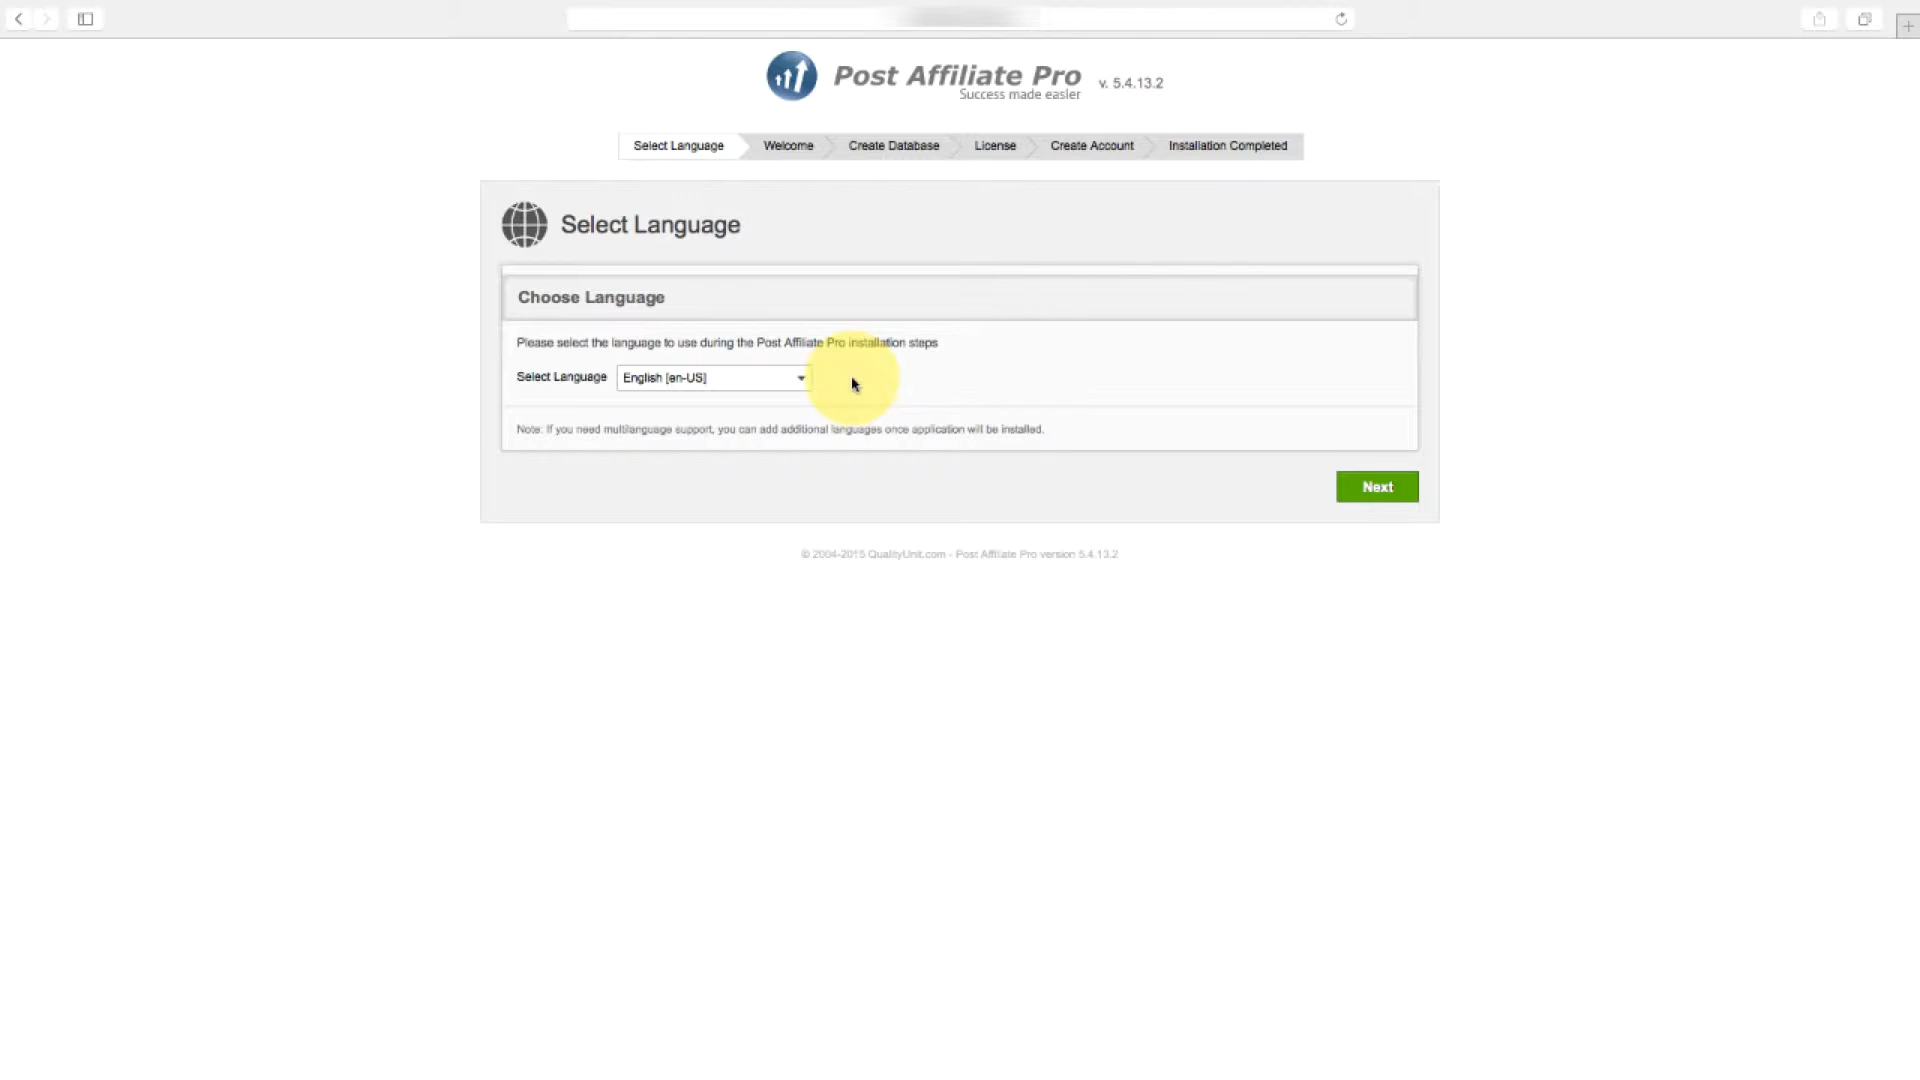 Post Affiliate Pro
Success made easier
v. 5.4.13.2
Select Language Welcome Create Database License Create Account Installation Completed
Select Language
Choose Language
Please select the language to use during the Post Affiliate Pro installation steps
Select Language English [en-US]
Note: If you need multilanguage support, you can add additional languages once application will be installed.
Next
© 2004-2015 QualityUnit.com - Post Affiliate Pro version 5.4.13.2